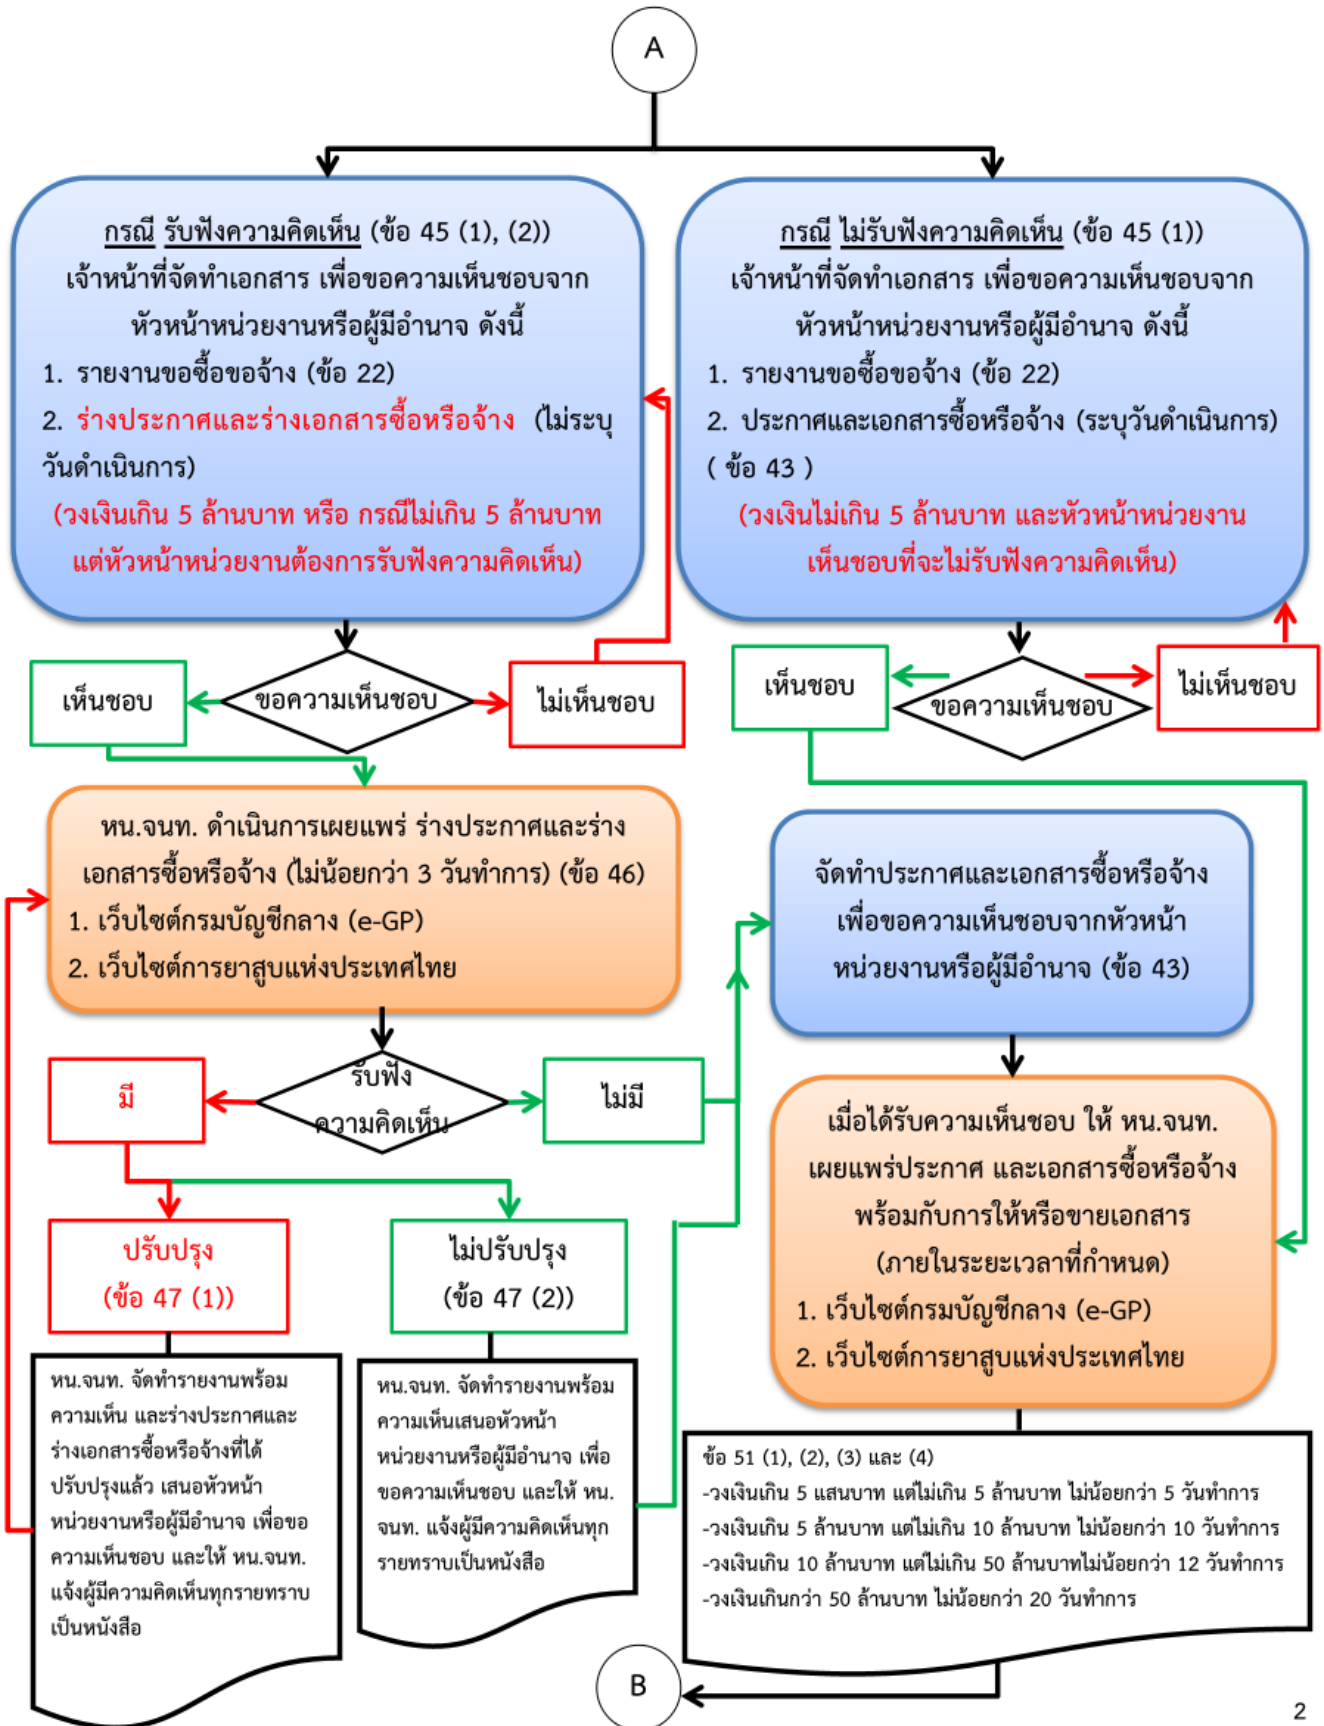 A
กรณี รับฟังความคิดเห็น (ข้อ 45 (1), (2))
เจ้าหน้าที่จัดทำเอกสาร เพื่อขอความเห็นชอบจาก
หัวหน้าหน่วยงานหรือผู้มีอำนาจ ดังนี้
1. รายงานขอซื้อขอจ้าง (ข้อ 22)
2. ร่างประกาศและร่างเอกสารซื้อหรือจ้าง (ไม่ระบุ
วันดำเนินการ)
(วงเงินเกิน 5 ล้านบาท หรือ กรณีไม่เกิน 5 ล้านบาท
แต่หัวหน้าหน่วยงานต้องการรับฟังความคิดเห็น)
กรณี ไม่รับฟังความคิดเห็น (ข้อ 45 (1))
เจ้าหน้าที่จัดทำเอกสาร เพื่อขอความเห็นชอบจาก
หัวหน้าหน่วยงานหรือผู้มีอำนาจ ดังนี้
1. รายงานขอซื้อขอจ้าง (ข้อ 22)
2. ประกาศและเอกสารซื้อหรือจ้าง (ระบุวันดำเนินการ)
( ข้อ 43 )
(วงเงินไม่เกิน 5 ล้านบาท และหัวหน้าหน่วยงาน
เห็นชอบที่จะไม่รับฟังความคิดเห็น)
เห็นชอบ
ขอความเห็นชอบ
ไม่เห็นชอบ
เห็นชอบ
ขอความเห็นชอบ
ไม่เห็นชอบ
หน.จนท. ดำเนินการเผยแพร่ ร่างประกาศและร่าง
เอกสารซื้อหรือจ้าง (ไม่น้อยกว่า 3 วันทำการ) (ข้อ 46)
1. เว็บไซต์กรมบัญชีกลาง (e-GP)
2. เว็บไซต์การยาสูบแห่งประเทศไทย
จัดทำประกาศและเอกสารซื้อหรือจ้าง
เพื่อขอความเห็นชอบจากหัวหน้า
หน่วยงานหรือผู้มีอำนาจ (ข้อ 43)
มี
รับฟัง
ความคิดเห็น
ไม่มี
เมื่อได้รับความเห็นชอบ ให้ หน.จนท.
เผยแพร่ประกาศ และเอกสารซื้อหรือจ้าง
พร้อมกับการให้หรือขายเอกสาร
(ภายในระยะเวลาที่กำหนด)
1. เว็บไซต์กรมบัญชีกลาง (e-GP)
2. เว็บไซต์การยาสูบแห่งประเทศไทย
ปรับปรุง
(ข้อ 47 (1))
ไม่ปรับปรุง
(ข้อ 47 (2))
หน.จนท. จัดทำรายงานพร้อม
ความเห็น และร่างประกาศและ
ร่างเอกสารซื้อหรือจ้างที่ได้
ปรับปรุงแล้ว เสนอหัวหน้า
หน่วยงานหรือผู้มีอำนาจ เพื่อขอ
ความเห็นชอบ และให้ หน.จนท.
แจ้งผู้มีความคิดเห็นทุกรายทราบ
เป็นหนังสือ
หน.จนท. จัดทำรายงานพร้อม
ความเห็นเสนอหัวหน้า
หน่วยงานหรือผู้มีอำนาจ เพื่อ
ขอความเห็นชอบ และให้ หน.
จนท. แจ้งผู้มีความคิดเห็นทุก
รายทราบเป็นหนังสือ
ข้อ 51 (1), (2), (3) และ (4)
-วงเงินเกิน 5 แสนบาท แต่ไม่เกิน 5 ล้านบาท ไม่น้อยกว่า 5 วันทำการ
-วงเงินเกิน 5 ล้านบาท แต่ไม่เกิน 10 ล้านบาท ไม่น้อยกว่า 10 วันทำการ
-วงเงินเกิน 10 ล้านบาท แต่ไม่เกิน 50 ล้านบาทไม่น้อยกว่า 12 วันทำการ
-วงเงินเกินกว่า 50 ล้านบาท ไม่น้อยกว่า 20 วันทำการ
B
2